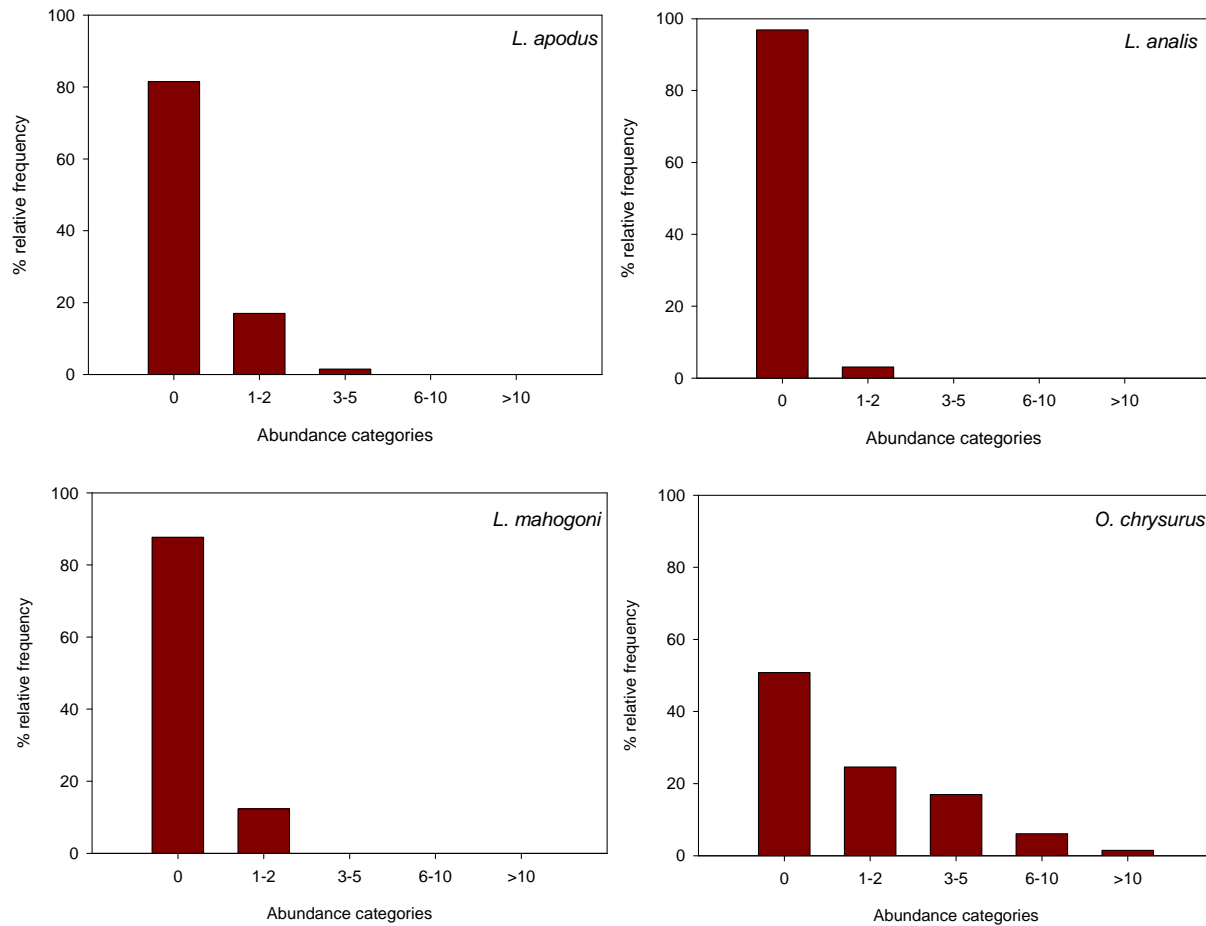 L. apodus
% relative frequency
100
80
60
40
20
0
0 1-2 3-5 6-10 >10
Abundance categories
L. analis
% relative frequency
100
80
60
40
20
0
0 1-2 3-5 6-10 >10
Abundance categories
L. mahogoni
% relative frequency
100
80
60
40
20
0
0 1-2 3-5 6-10 >10
Abundance categories
O. chrysurus
% relative frequency
100
80
60
40
20
0
0 1-2 3-5 6-10 >10
Abundance categories